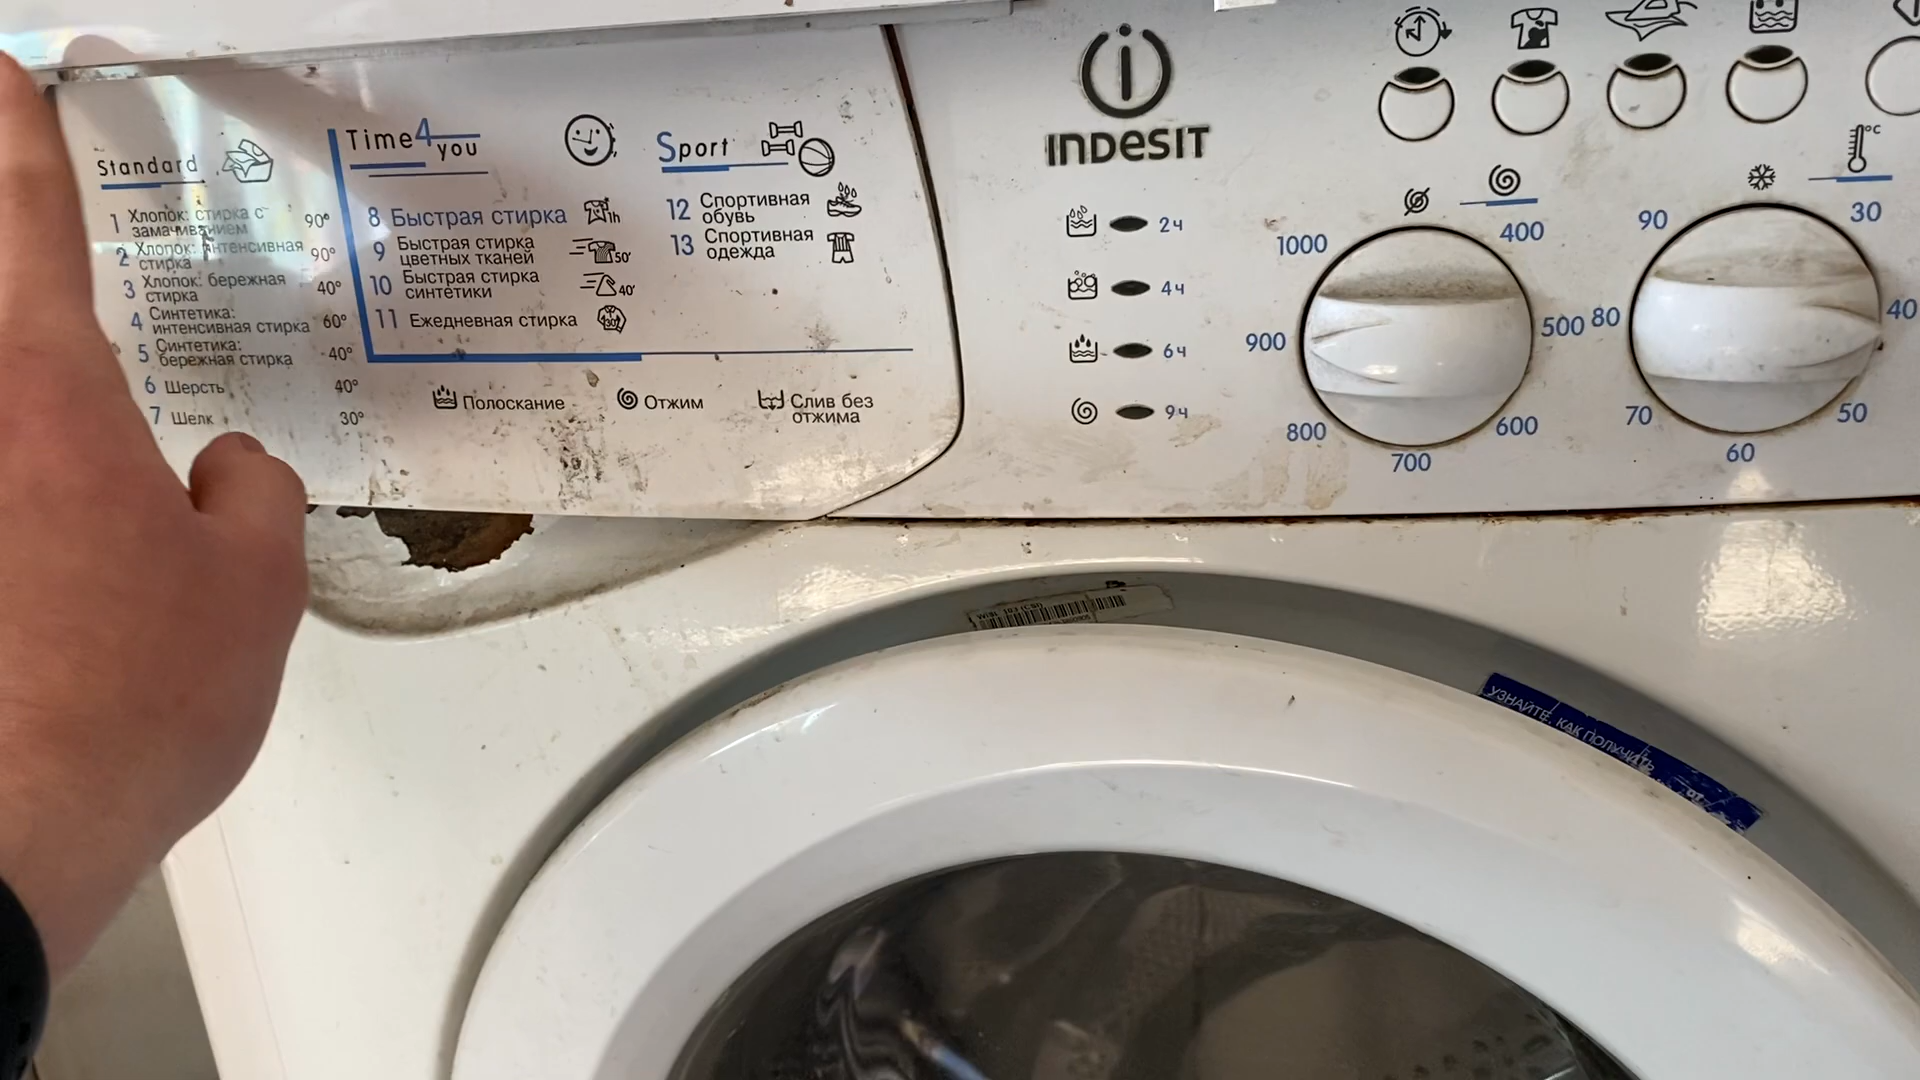 Standard
1 Хлопок: стирка с замачиванием 90°
2 Хлопок: интенсивная стирка 90°
3 Хлопок: бережная стирка 40°
4 Синтетика: интенсивная стирка 60°
5 Синтетика: бережная стирка 40°
6 Шерсть 40°
7 Шелк 30°
Time4you
8 Быстрая стирка 1h
9 Быстрая стирка цветных тканей 50'
10 Быстрая стирка синтетики 40'
11 Ежедневная стирка 30'
Sport
12 Спортивная обувь
13 Спортивная одежда
Полоскание
Отжим
Слив без отжима
INDESIT
2ч
4ч
6ч
9ч
400
500
600
700
800
900
1000
°C
30
40
50
60
70
80
90
УЗНАЙТЕ, КАК ПОЛУЧИТЬ